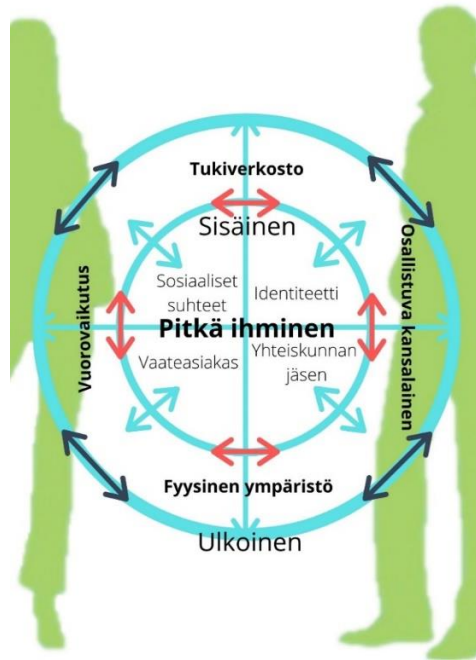 Tukiverkosto
Sisäinen
Sosiaaliset
suhteet
Identiteetti
Pitkä ihminen
Vaateasiakas
Yhteiskunnan
jäsen
Vuorovaikutus
Osallistuva kansalainen
Fyysinen ympäristö
Ulkoinen